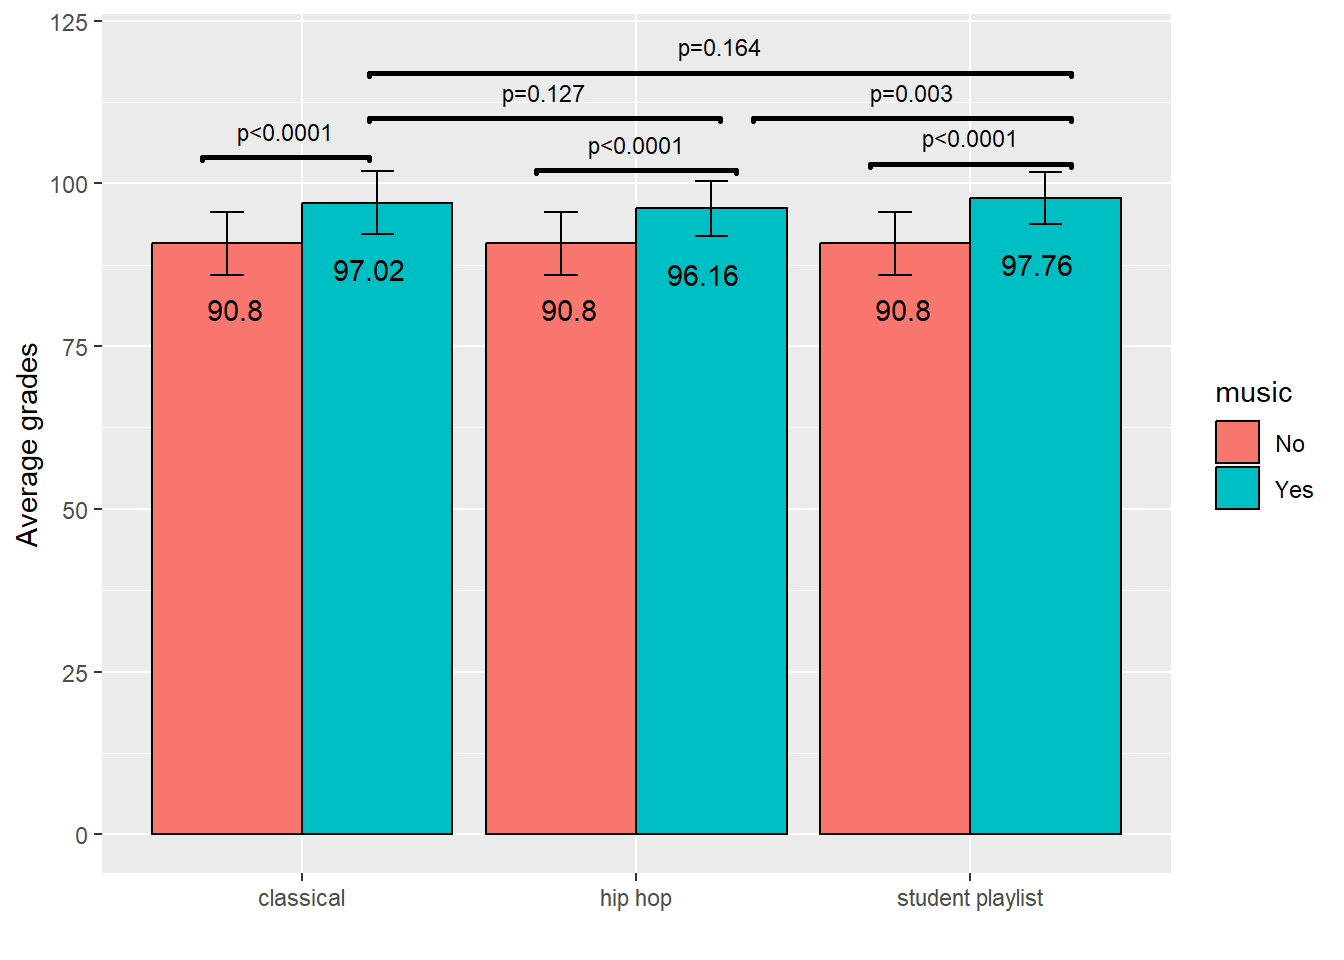 125
100
75
50
25
0
Average grades
p=0.164
p=0.127
p=0.003
p<0.0001
p<0.0001
p<0.0001
90.8
97.02
90.8
96.16
90.8
97.76
classical
hip hop
student playlist
music
No
Yes